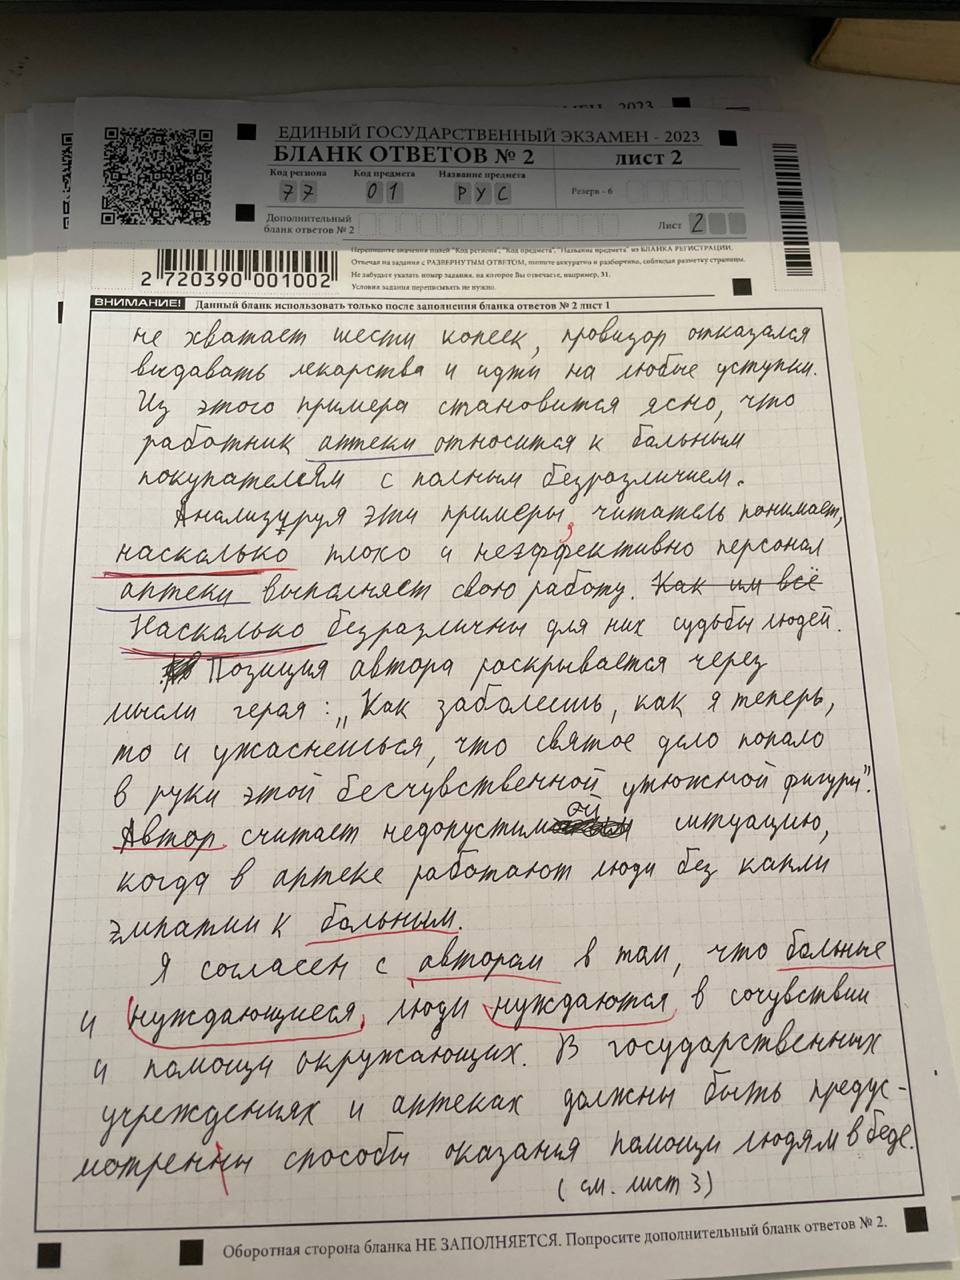 ЕН - 2023
ЕДИНЫЙ ГОСУДАРСТВЕННЫЙ ЭКЗАМЕН - 2023
БЛАНК ОТВЕТОВ № 2 лист 2
Код региона Код предмета Название предмета
77 01 РУС Резерв - 6
Дополнительный бланк ответов № 2 Лист 2
Перепишите значения полей "Код региона", "Код предмета", "Название предмета" из БЛАНКА РЕГИСТРАЦИИ.
Отвечая на задания с РАЗВЕРНУТЫМ ОТВЕТОМ, пишите аккуратно и разборчиво, соблюдая разметку страницы.
Не забудьте указать номер задания, на которое Вы отвечаете, например, 31.
Условия задания переписывать не нужно.
2 720390 001002
ВНИМАНИЕ! Данный бланк использовать только после заполнения бланка ответов № 2 лист 1
не хватает шести копеек, провизор отказался
выдавать лекарства и идти на любые уступки.
Из этого примера становится ясно, что
работник аптеки относится к больным
покупателям с полным безразличием.
Анализируя эти примеры, читатель понимает,
насколько плохо и неэффективно персонал
аптеки выполняет свою работу. Как им всё
Насколько безразличны для них судьбы людей.
Позиция автора раскрывается через
мысли героя: „Как заболеешь, как я теперь,
то и ужаснешься, что святое дело попало
в руки этой бесчувственной утюжной фигуры".
Автор считает недопустимой ситуацию,
когда в аптеке работают люди без капли
эмпатии к больным.
Я согласен с автором в том, что больные
и нуждающиеся люди нуждаются в сочувствии
и помощи окружающих. В государственных
учреждениях и аптеках должны быть предус-
мотренны способы оказания помощи людям в беде.
(см. лист 3)
Оборотная сторона бланка НЕ ЗАПОЛНЯЕТСЯ. Попросите дополнительный бланк ответов № 2.